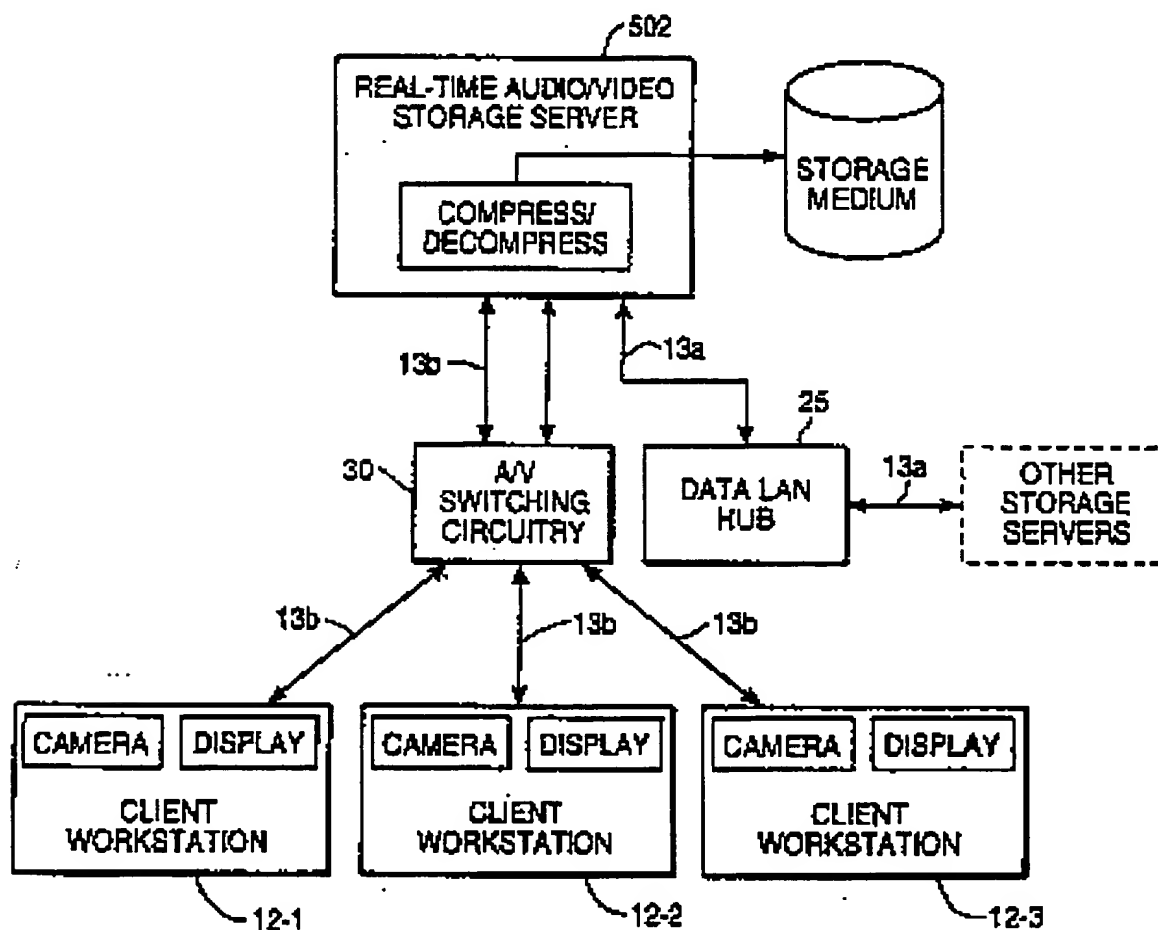 502
REAL-TIME AUDIO/VIDEO
STORAGE SERVER
COMPRESS/
DECOMPRESS
STORAGE
MEDIUM
13b
13a
25
30
A/V
SWITCHING
CIRCUITRY
DATA LAN
HUB
13a
OTHER
STORAGE
SERVERS
13b
13b
13b
CAMERA
DISPLAY
CLIENT
WORKSTATION
CAMERA
DISPLAY
CLIENT
WORKSTATION
CAMERA
DISPLAY
CLIENT
WORKSTATION
12-1
12-2
12-3